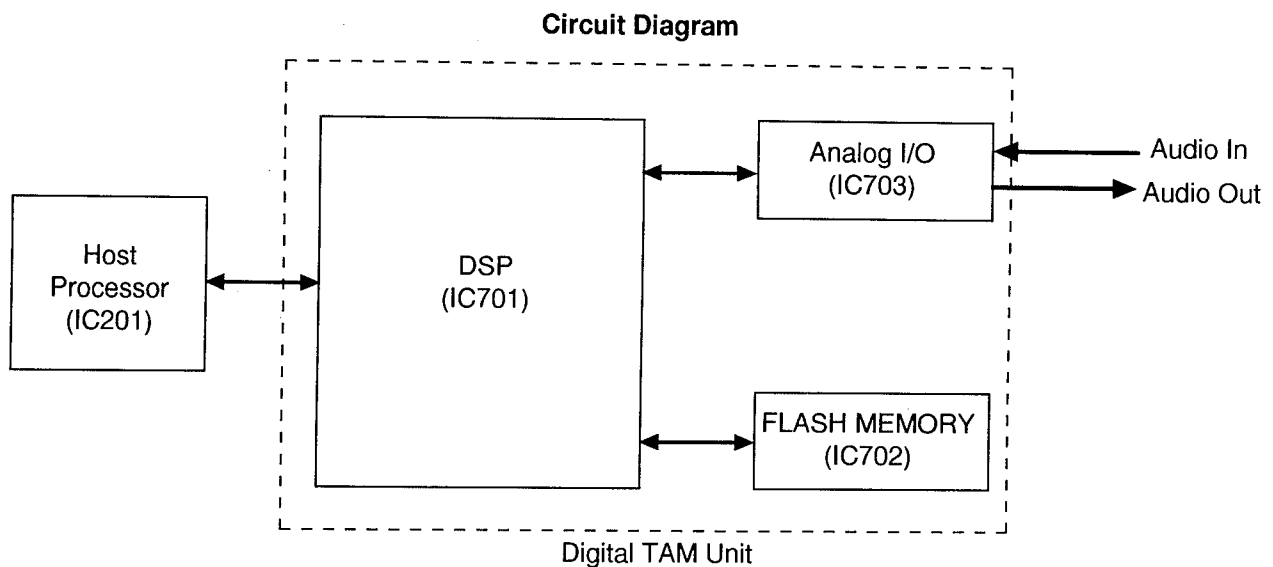 Circuit Diagram
Host
Processor
(IC201)
DSP
(IC701)
Analog I/O
(IC703)
Audio In
Audio Out
FLASH MEMORY
(IC702)
Digital TAM Unit